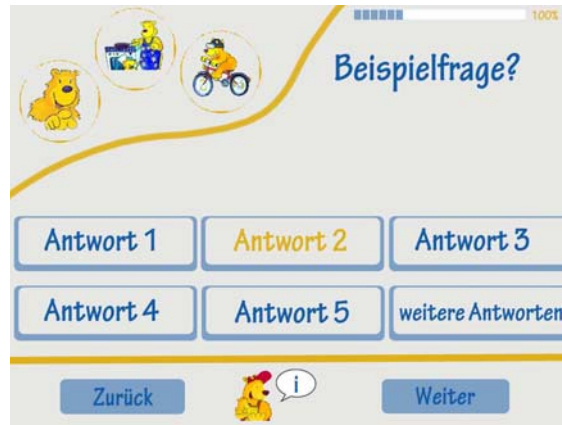 100%
Beispielfrage?
Antwort 1 Antwort 2 Antwort 3
Antwort 4 Antwort 5 weitere Antworten
i
Zurück Weiter